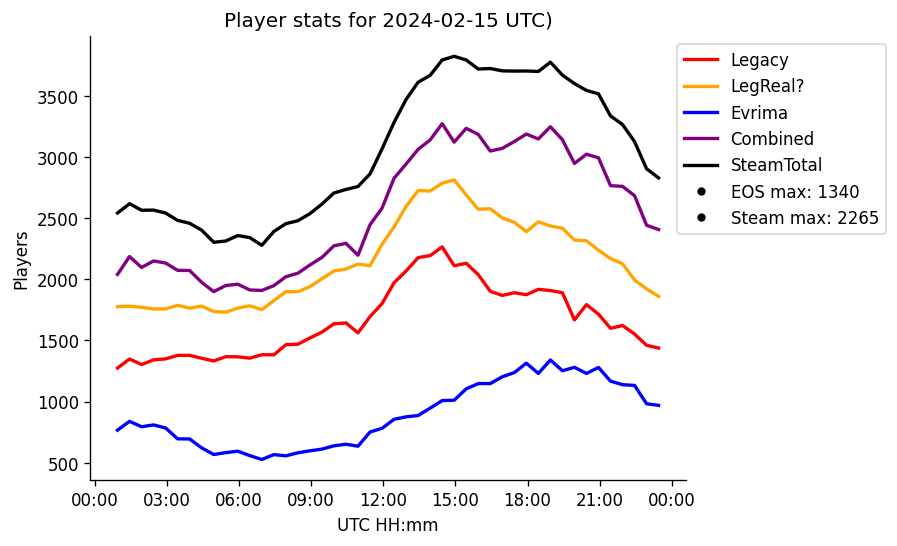 Player stats for 2024-02-15 UTC)
Legacy
LegReal?
Evrima
Combined
SteamTotal
EOS max: 1340
Steam max: 2265
Players
3500
3000
2500
2000
1500
1000
500
00:00 03:00 06:00 09:00 12:00 15:00 18:00 21:00 00:00
UTC HH:mm